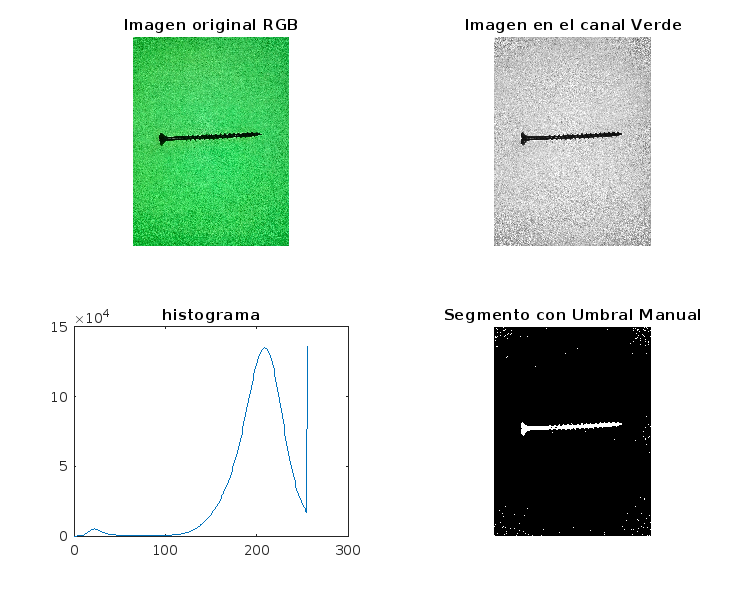 Imagen original RGB
Imagen en el canal Verde
histograma
×10⁴
15
10
5
0
0 100 200 300
Segmento con Umbral Manual